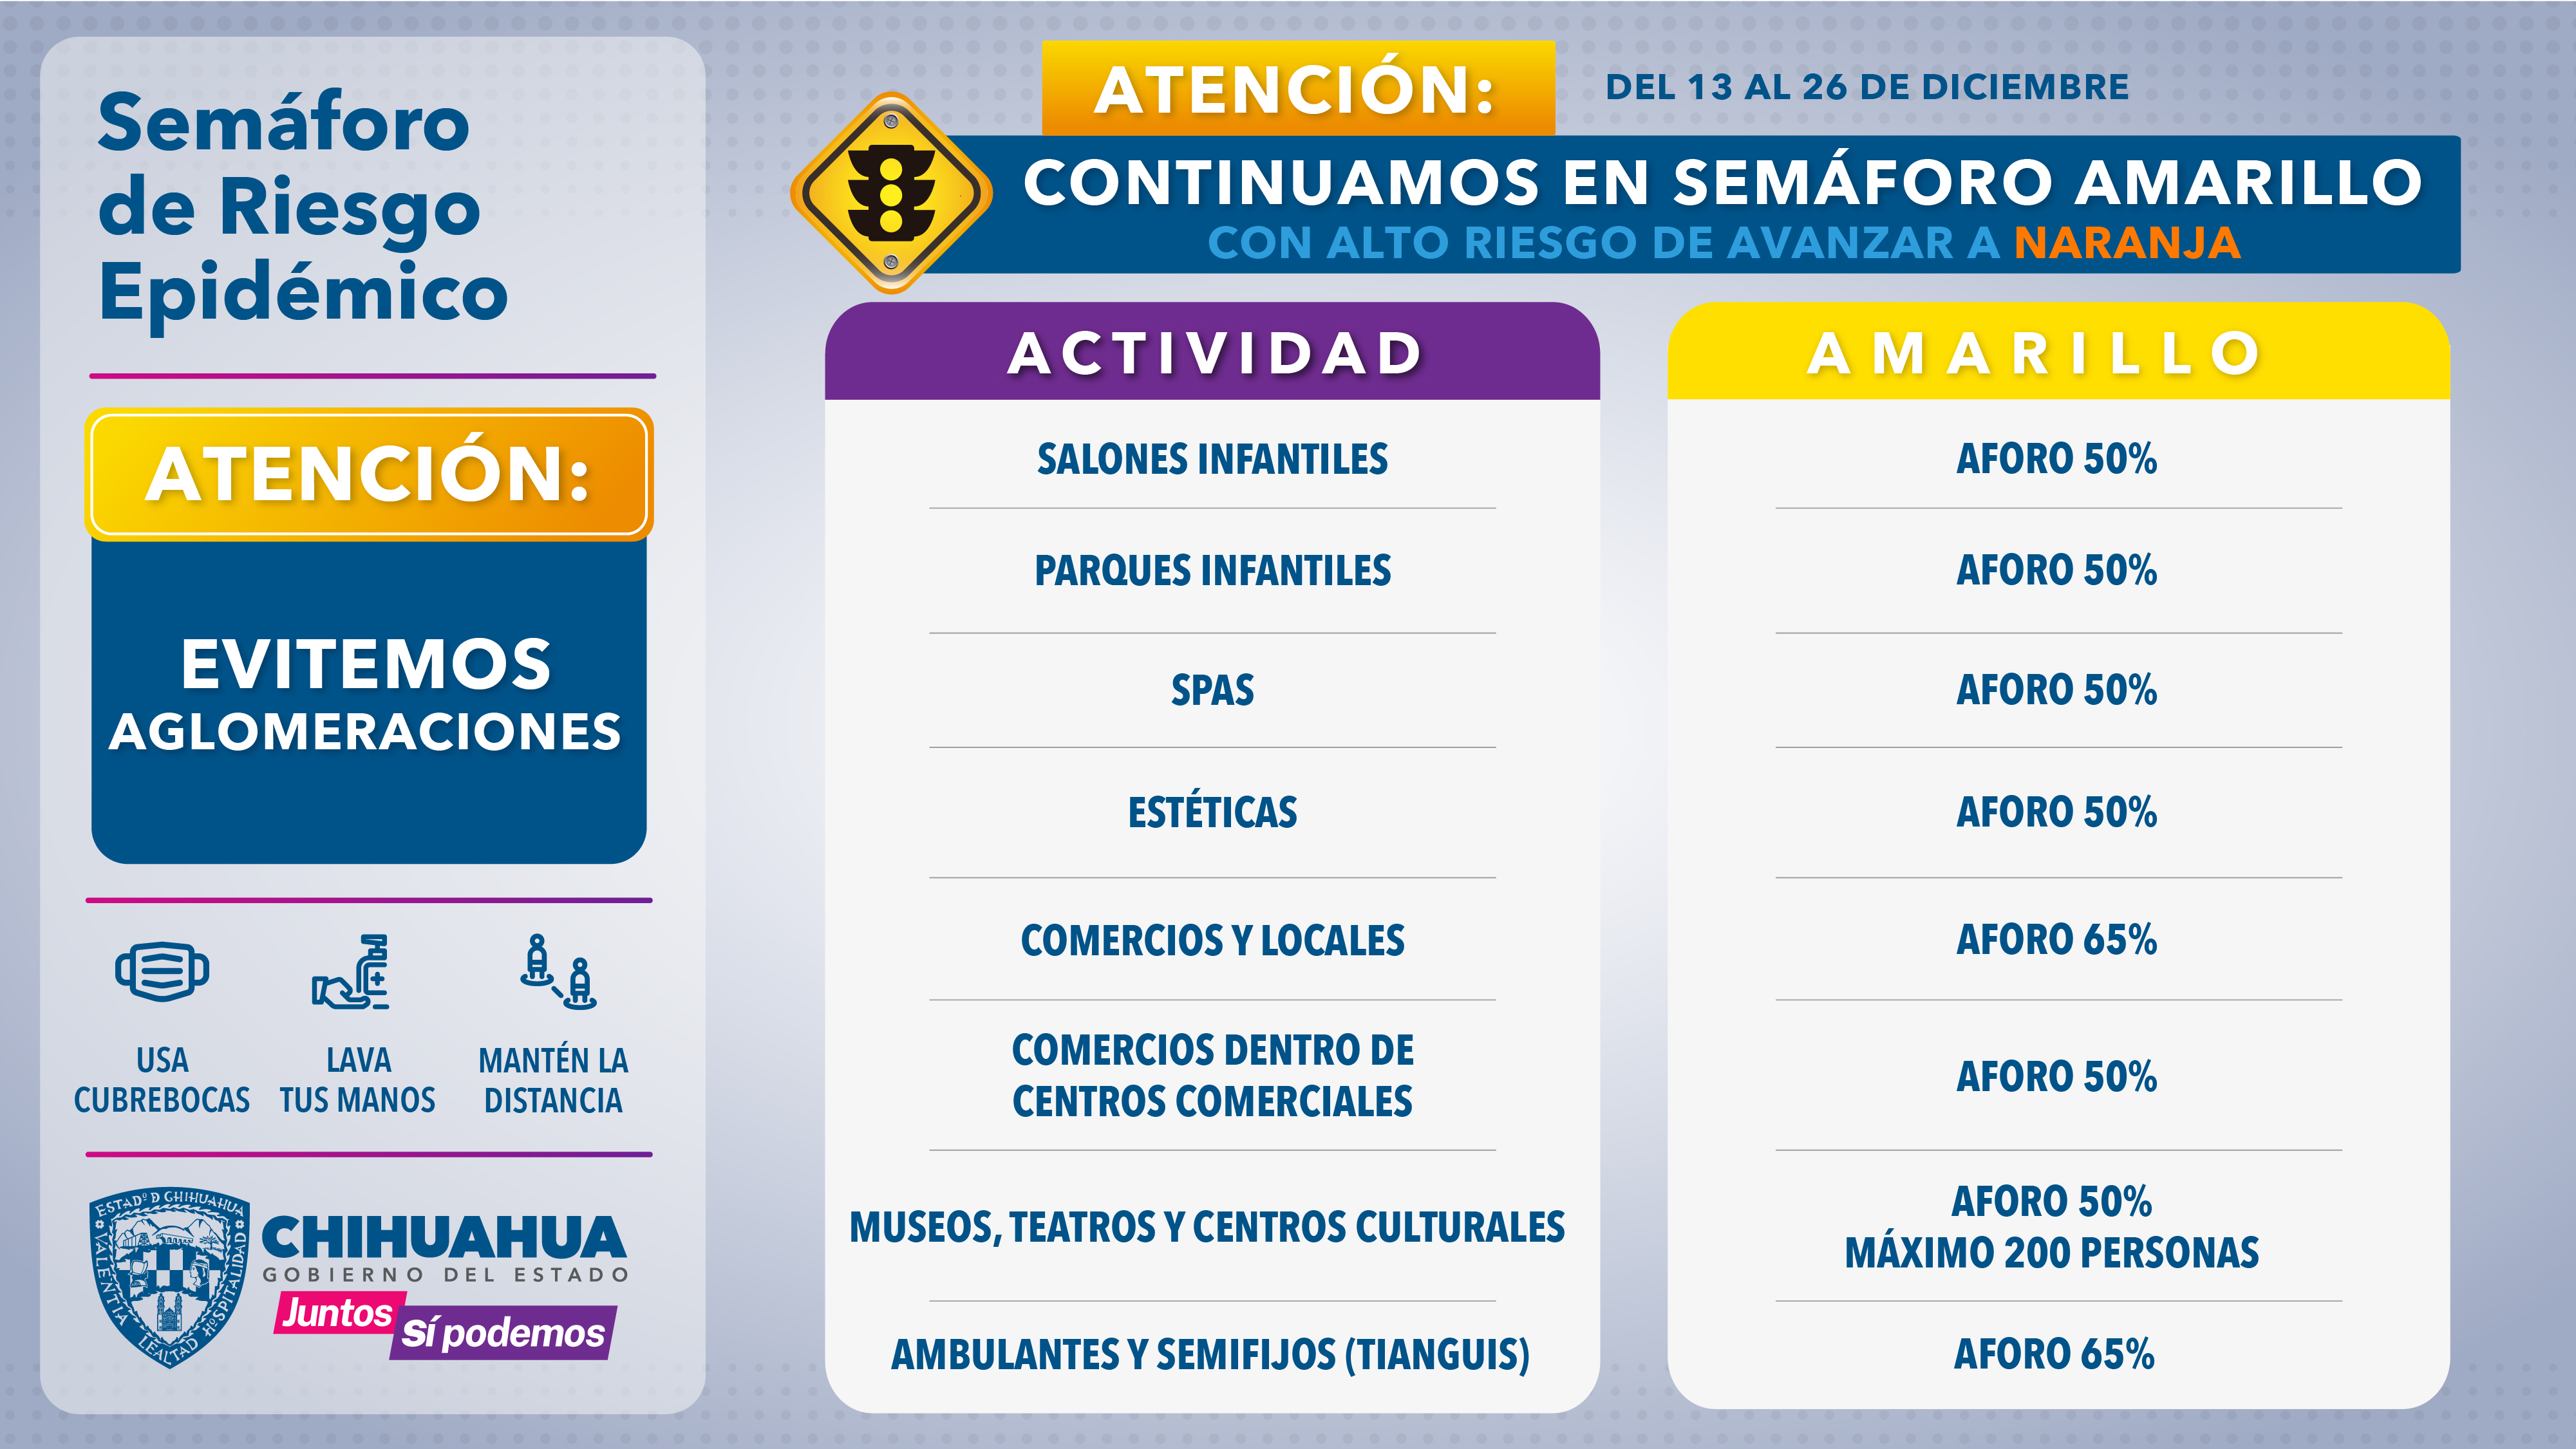 Semáforo
de Riesgo
Epidémico
ATENCIÓN:
EVITEMOS
AGLOMERACIONES
USA
CUBREBOCAS
LAVA
TUS MANOS
MANTÉN LA
DISTANCIA
ESTADº D CHIHUAHUA
VALENTIA
LEALTAD
HºSPITALIDAD
CHIHUAHUA
GOBIERNO DEL ESTADO
Juntos
Sí podemos
ATENCIÓN:
DEL 13 AL 26 DE DICIEMBRE
CONTINUAMOS EN SEMÁFORO AMARILLO
CON ALTO RIESGO DE AVANZAR A NARANJA
ACTIVIDAD
AMARILLO
SALONES INFANTILES
AFORO 50%
PARQUES INFANTILES
AFORO 50%
SPAS
AFORO 50%
ESTÉTICAS
AFORO 50%
COMERCIOS Y LOCALES
AFORO 65%
COMERCIOS DENTRO DE
CENTROS COMERCIALES
AFORO 50%
MUSEOS, TEATROS Y CENTROS CULTURALES
AFORO 50%
MÁXIMO 200 PERSONAS
AMBULANTES Y SEMIFIJOS (TIANGUIS)
AFORO 65%